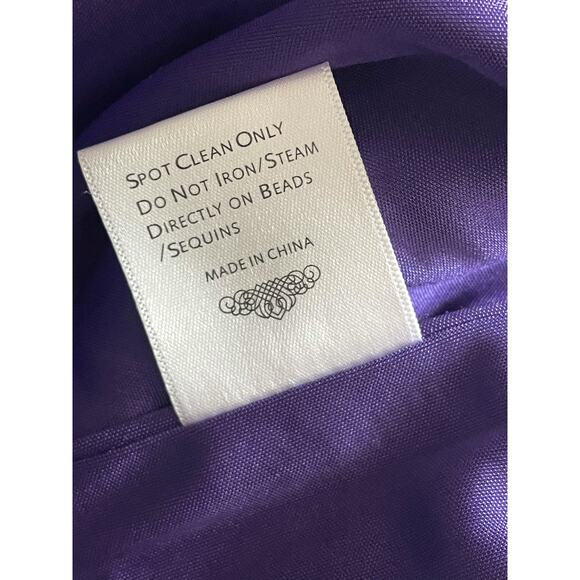 Spot Clean Only
Do Not Iron/Steam
Directly on Beads
/Sequins
MADE IN CHINA